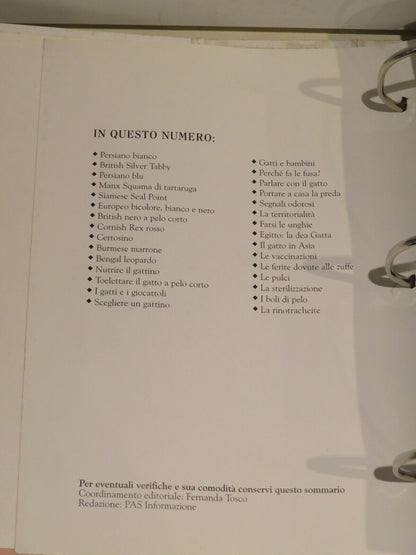 IN QUESTO NUMERO:
◆ Persiano bianco
◆ British Silver Tabby
◆ Persiano blu
◆ Manx Squama di tartaruga
◆ Siamese Seal Point
◆ Europeo bicolore, bianco e nero
◆ British nero a pelo corto
◆ Cornish Rex rosso
◆ Certosino
◆ Burmese marrone
◆ Bengal leopardo
◆ Nutrire il gattino
◆ Toelettare il gatto a pelo corto
◆ I gatti e i giocattoli
◆ Scegliere un gattino
◆ Gatti e bambini
◆ Perché fa le fusa?
◆ Parlare con il gatto
◆ Portare a casa la preda
◆ Segnali odorosi
◆ La territorialità
◆ Farsi le unghie
◆ Egitto: la dea Gatta
◆ Il gatto in Asia
◆ Le vaccinazioni
◆ Le ferite dovute alle zuffe
◆ Le pulci
◆ La sterilizzazione
◆ I boli di pelo
◆ La rinotracheite
Per eventuali verifiche e sua comodità conservi questo sommario
Coordinamento editoriale: Fernanda Tosco
Redazione: PAS Informazione